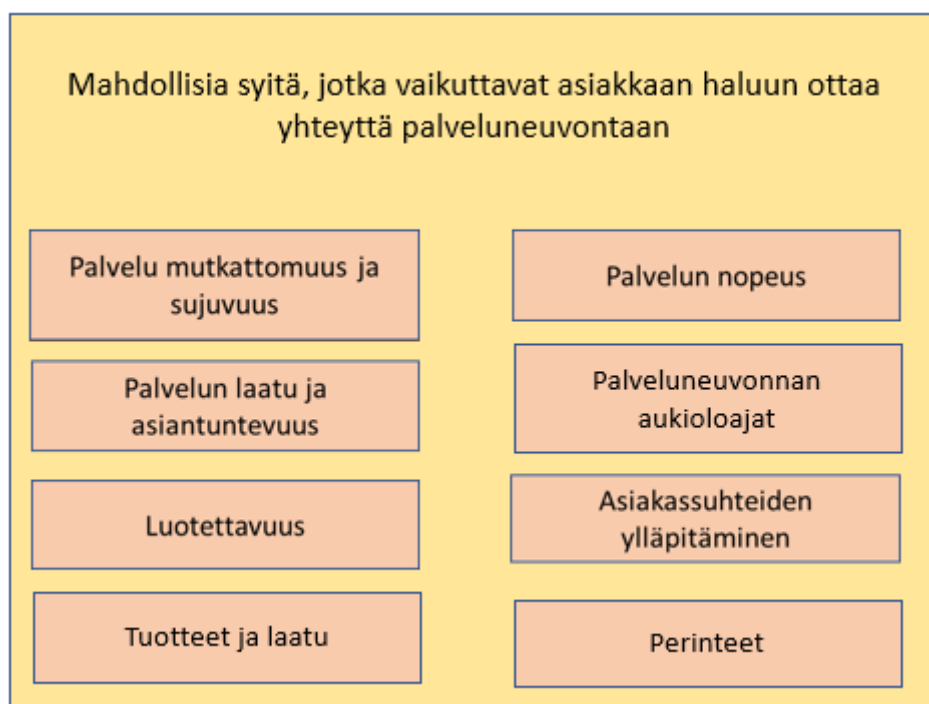 Mahdollisia syitä, jotka vaikuttavat asiakkaan haluun ottaa
yhteyttä palveluneuvontaan
Palvelu mutkattomuus ja
sujuvuus
Palvelun nopeus
Palvelun laatu ja
asiantuntevuus
Palveluneuvonnan
aukioloajat
Luotettavuus
Asiakassuhteiden
ylläpitäminen
Tuotteet ja laatu
Perinteet